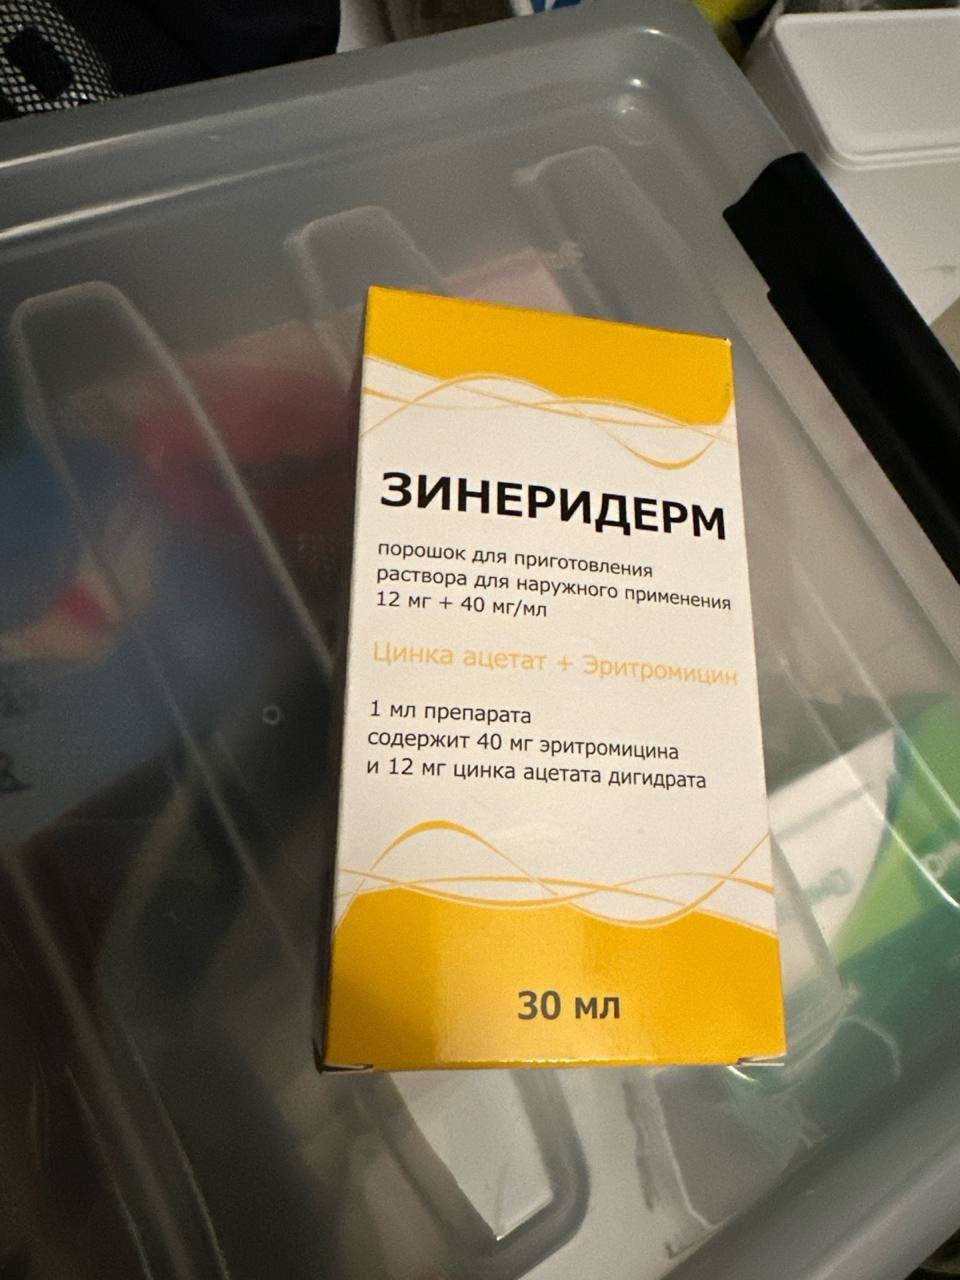 ЗИНЕРИДЕРМ
порошок для приготовления
раствора для наружного применения
12 мг + 40 мг/мл
Цинка ацетат + Эритромицин
1 мл препарата
содержит 40 мг эритромицина
и 12 мг цинка ацетата дигидрата
30 мл